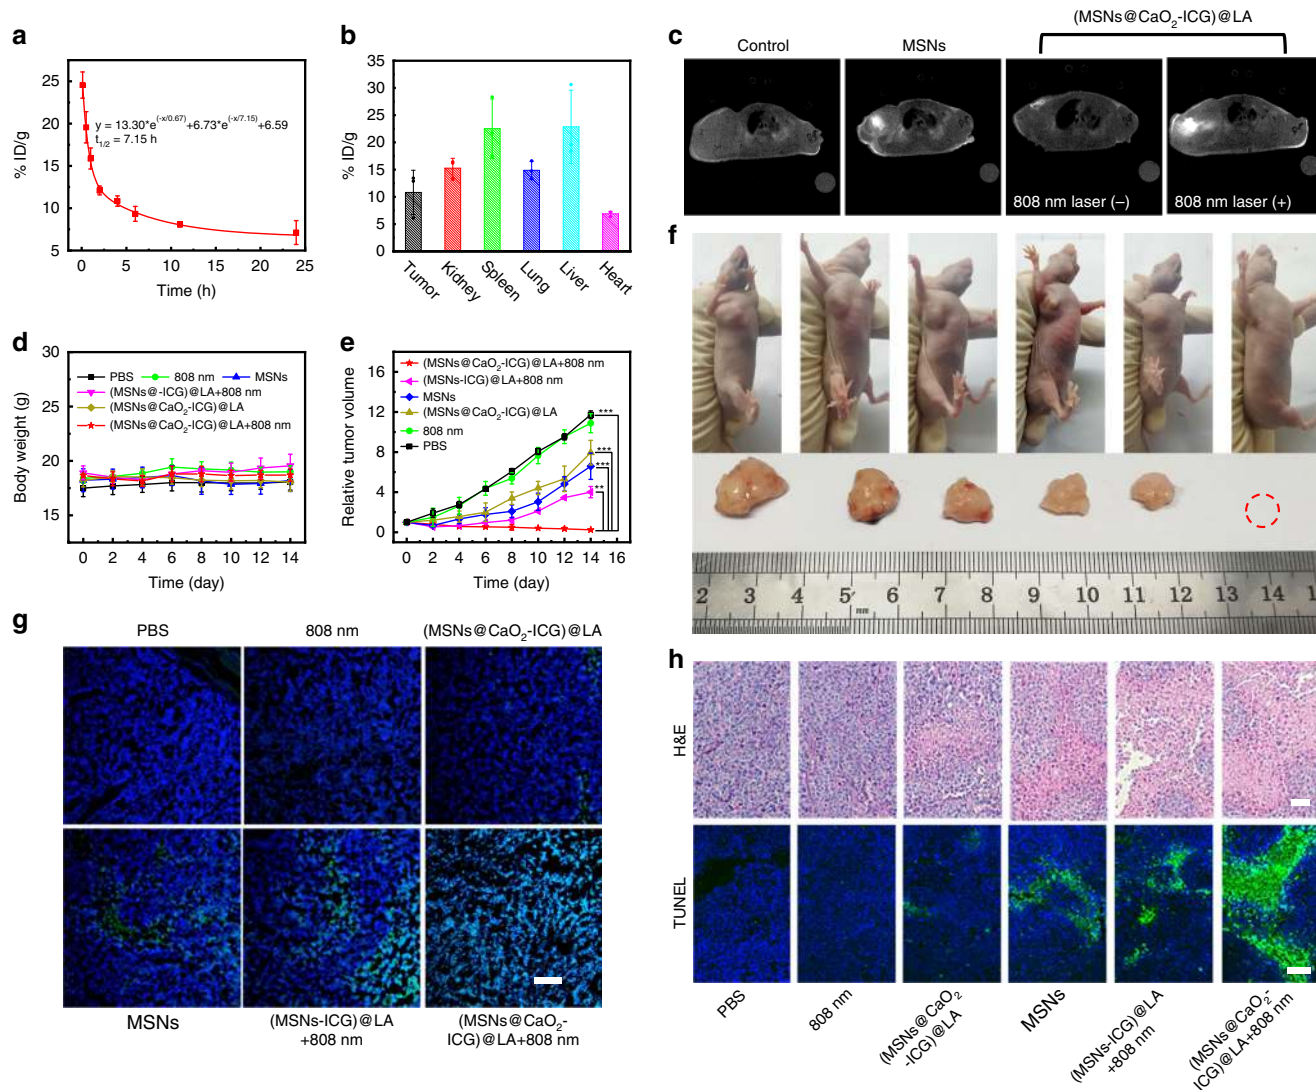 a
25
20
15
10
5
% ID/g
y = 13.30*e^(-x/0.67)+6.73*e^(-x/7.15)+6.59
t1/2 = 7.15 h
0 5 10 15 20 25
Time (h)
b
35
30
25
20
15
10
5
0
% ID/g
Tumor Kidney Spleen Lung Liver Heart
c
(MSNs@CaO2-ICG)@LA
Control MSNs
808 nm laser (–) 808 nm laser (+)
d
30
25
20
15
Body weight (g)
PBS 808 nm MSNs
(MSNs@-ICG)@LA+808 nm
(MSNs@CaO2-ICG)@LA
(MSNs@CaO2-ICG)@LA+808 nm
0 2 4 6 8 10 12 14
Time (day)
e
16
12
8
4
0
Relative tumor volume
(MSNs@CaO2-ICG)@LA+808 nm
(MSNs-ICG)@LA+808 nm
MSNs
(MSNs@CaO2-ICG)@LA
808 nm
PBS
***
***
***
**
0 2 4 6 8 10 12 14 16
Time (day)
f
2 3 4 5 6 7 8 9 10 11 12 13 14 1
mm
g
PBS 808 nm (MSNs@CaO2-ICG)@LA
MSNs (MSNs-ICG)@LA
+808 nm
(MSNs@CaO2-
ICG)@LA+808 nm
h
H&E
TUNEL
PBS
808 nm
(MSNs@CaO2
-ICG)@LA
MSNs
(MSNs-ICG)@LA
+808 nm
(MSNs@CaO2-
ICG)@LA+808 nm